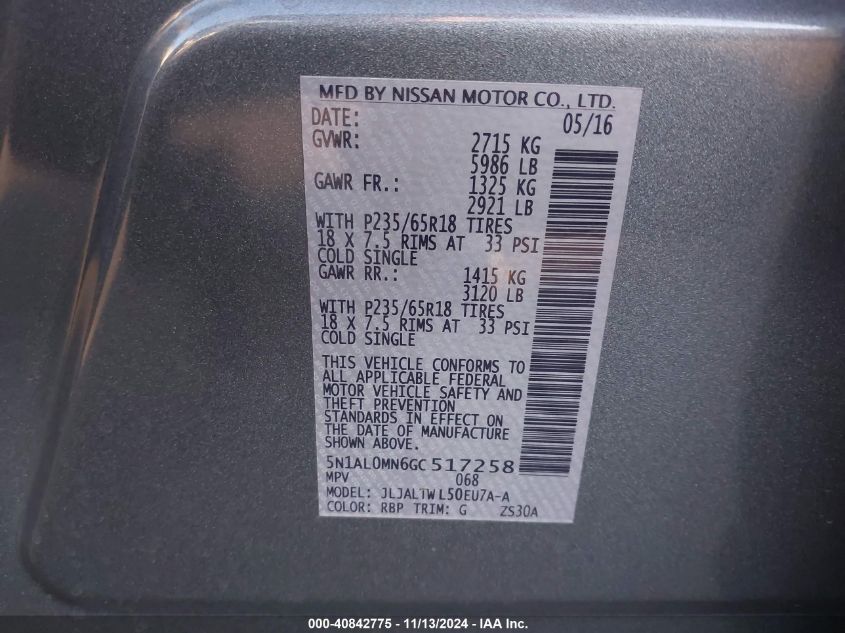 MFD BY NISSAN MOTOR CO., LTD.
DATE: 05/16
GVWR: 2715 KG
5986 LB
GAWR FR.: 1325 KG
2921 LB
WITH P235/65R18 TIRES
18 X 7.5 RIMS AT 33 PSI
COLD SINGLE
GAWR RR.: 1415 KG
3120 LB
WITH P235/65R18 TIRES
18 X 7.5 RIMS AT 33 PSI
COLD SINGLE
THIS VEHICLE CONFORMS TO
ALL APPLICABLE FEDERAL
MOTOR VEHICLE SAFETY AND
THEFT PREVENTION
STANDARDS IN EFFECT ON
THE DATE OF MANUFACTURE
SHOWN ABOVE.
5N1AL0MN6GC517258
MPV 068
MODEL: JLJALTWL50EU7A-A
COLOR: RBP TRIM: G ZS30A
000-40842775 - 11/13/2024 - IAA Inc.